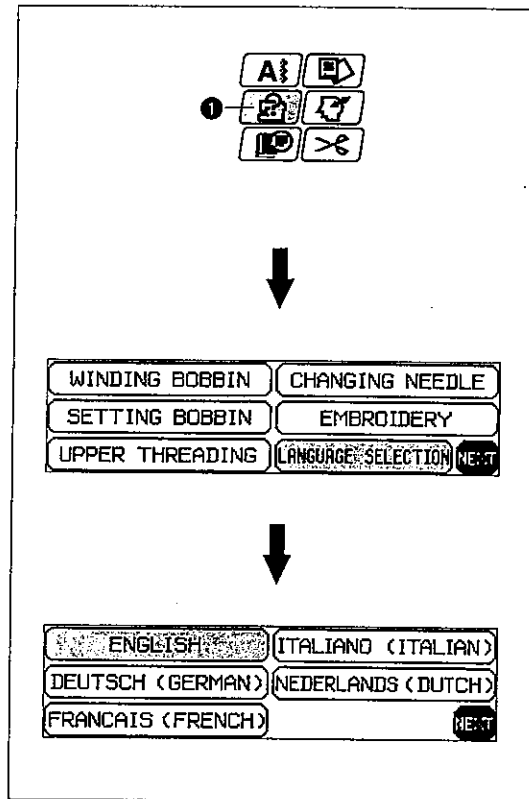 A
1
WINDING BOBBIN CHANGING NEEDLE
SETTING BOBBIN EMBROIDERY
UPPER THREADING LANGUAGE SELECTION NEXT
ENGLISH ITALIANO (ITALIAN)
DEUTSCH (GERMAN) NEDERLANDS (DUTCH)
FRANCAIS (FRENCH) NEXT